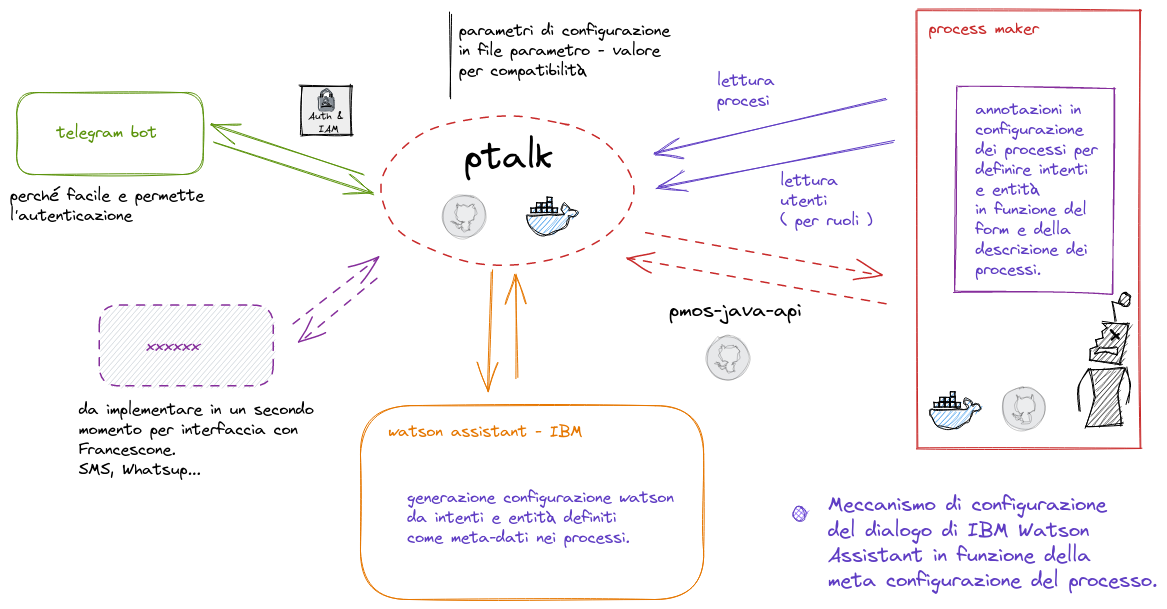 parametri di configurazione
in file parametro - valore
per compatibilità
process maker
lettura
procesi
annotazioni in
configurazione
dei processi per
definire intenti
e entità
in funzione del
form e della
descrizione dei
processi.
Auth &
IAM
telegram bot
ptalk
perché facile e permette
l'autenticazione
lettura
utenti
( per ruoli )
pmos-java-api
xxxxxx
da implementare in un secondo
momento per interfaccia con
Francescone.
SMS, Whatsup...
watson assistant - IBM
generazione configurazione watson
da intenti e entità definiti
come meta-dati nei processi.
Meccanismo di configurazione
del dialogo di IBM Watson
Assistant in funzione della
meta configurazione del processo.